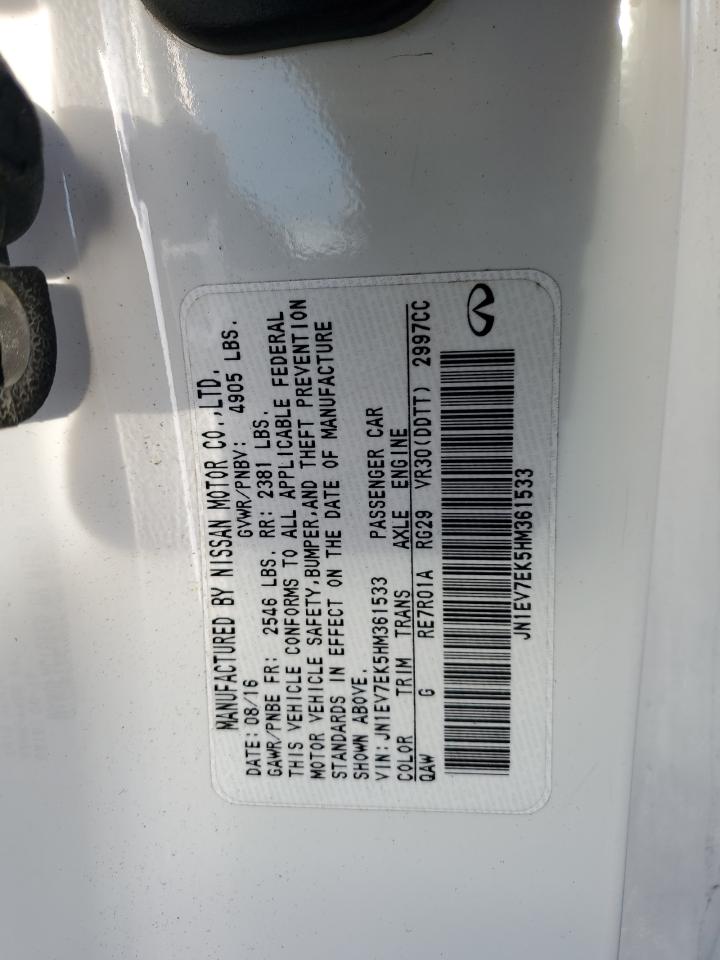 MANUFACTURED BY NISSAN MOTOR CO.,LTD.
DATE:08/16 GVWR/PNBV: 4905 LBS.
GAWR/PNBE FR: 2546 LBS. RR: 2381 LBS.
THIS VEHICLE CONFORMS TO ALL APPLICABLE FEDERAL
MOTOR VEHICLE SAFETY,BUMPER,AND THEFT PREVENTION
STANDARDS IN EFFECT ON THE DATE OF MANUFACTURE
SHOWN ABOVE.
VIN:JN1EV7EK5HM361533 PASSENGER CAR
COLOR TRIM TRANS AXLE ENGINE
QAW G RE7R01A RG29 VR30(DDTT) 2997CC
JN1EV7EK5HM361533